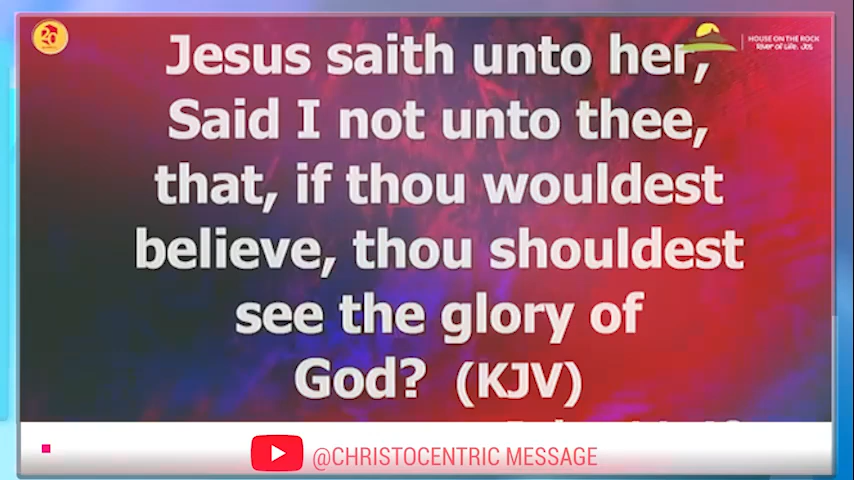 HOUSE ON THE ROCK
River of Life, Jos
Jesus saith unto her,
Said I not unto thee,
that, if thou wouldest
believe, thou shouldest
see the glory of
God? (KJV)
@CHRISTOCENTRIC MESSAGE